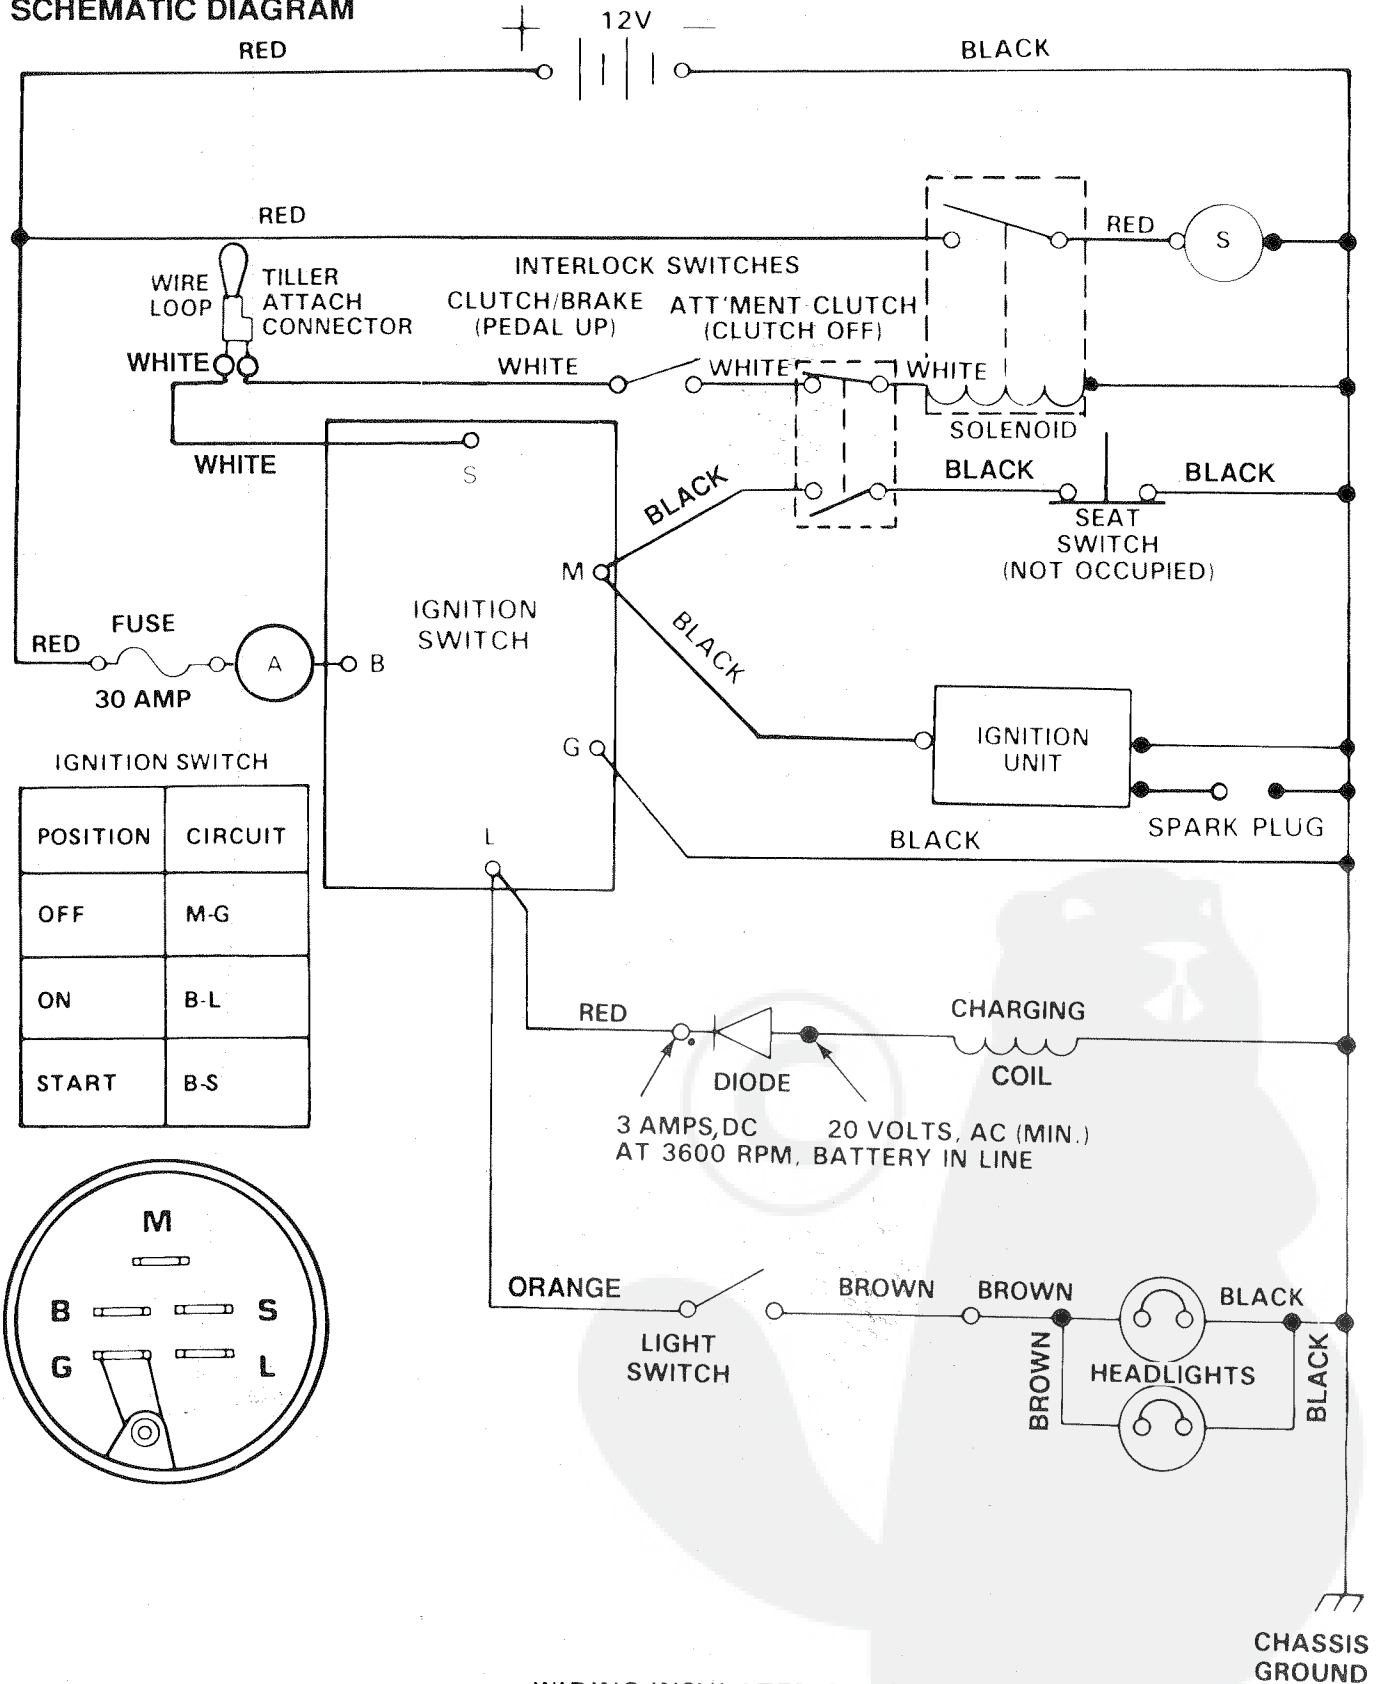 SCHEMATIC DIAGRAM
+ 12V —
RED
BLACK
RED
RED
S
WIRE
LOOP
TILLER
ATTACH
CONNECTOR
INTERLOCK SWITCHES
CLUTCH/BRAKE
(PEDAL UP)
ATT'MENT CLUTCH
(CLUTCH OFF)
WHITE
WHITE
WHITE
WHITE
SOLENOID
WHITE
S
BLACK
BLACK
BLACK
SEAT
SWITCH
(NOT OCCUPIED)
M
IGNITION
SWITCH
BLACK
FUSE
RED
30 AMP
A
B
G
IGNITION
UNIT
SPARK PLUG
BLACK
L
IGNITION SWITCH
POSITION CIRCUIT
OFF M-G
ON B-L
START B-S
RED
DIODE
CHARGING
COIL
3 AMPS, DC 20 VOLTS, AC (MIN.)
AT 3600 RPM, BATTERY IN LINE
M
B S
G L
ORANGE
LIGHT
SWITCH
BROWN
BROWN
BLACK
BROWN
HEADLIGHTS
BLACK
CHASSIS
GROUND